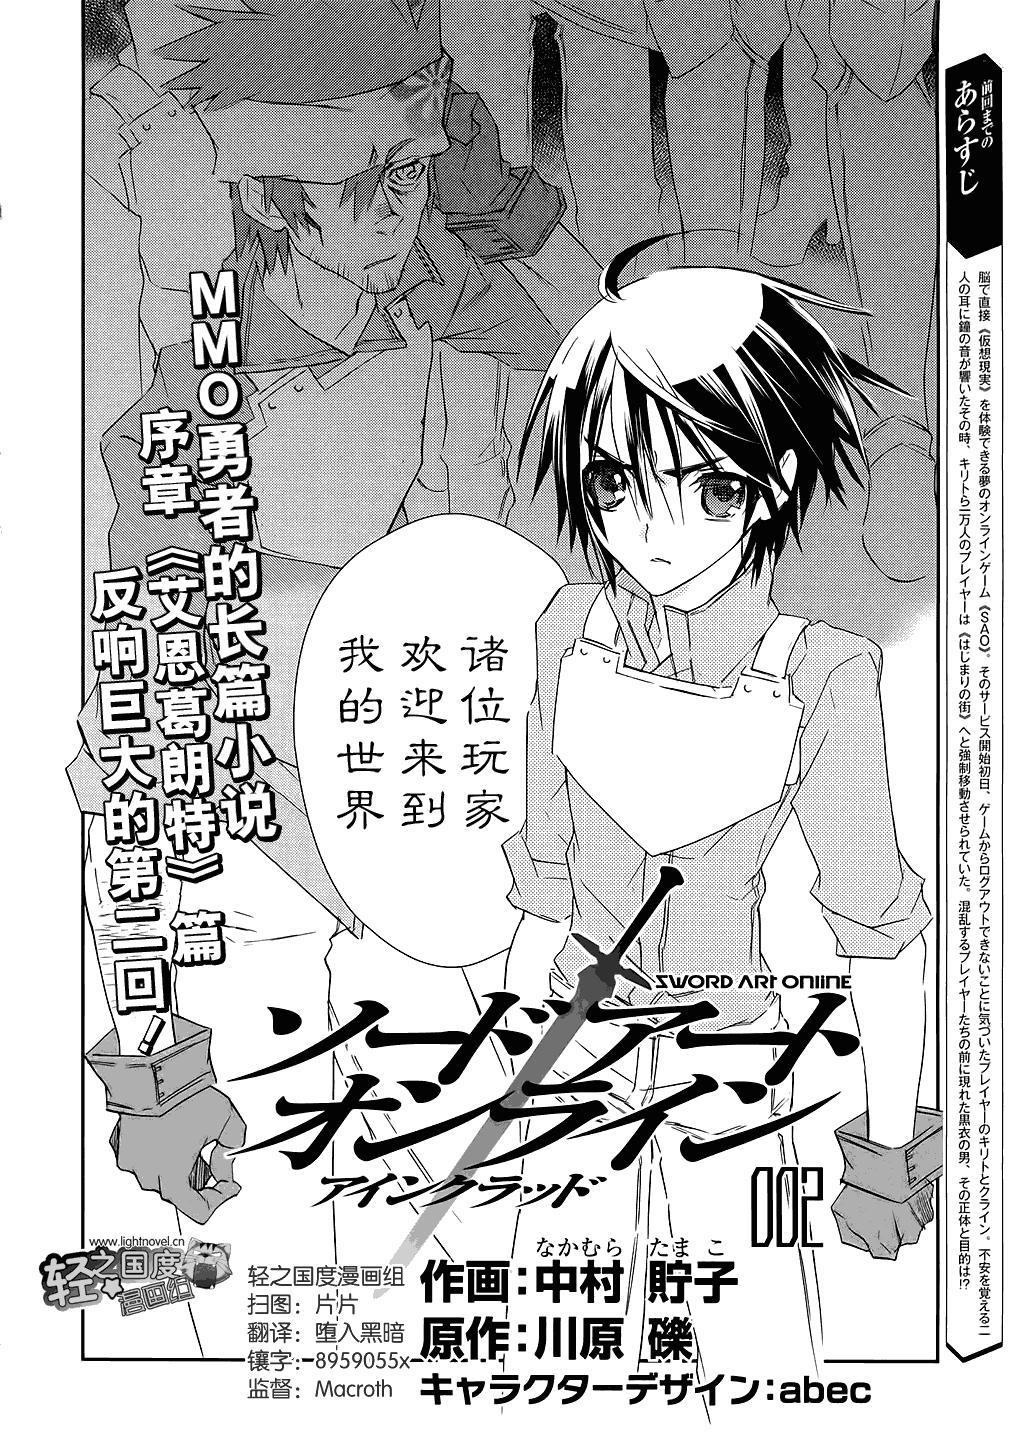 前回までの
あらすじ
脳で直接《仮想現実》を体験できる夢のオンラインゲーム《SAO》。そのサービス開始初日、ゲームからログアウトできないことに気づいたプレイヤーのキリトとクライン。不安を覚える二
人の耳に鐘の音が響いたその時、キリトら一万人のプレイヤーは《はじまりの街》へと強制移動させられていた。混乱するプレイヤーたちの前に現れた黒衣の男、その正体と目的は!?
诸位玩家
欢迎来到
我的世界
MMO勇者的长篇小说
序章《艾恩葛朗特》篇
反响巨大的第二回!
SWORD ART ONLINE
ソードアート
オンライン
アインクラッド
002
www.lightnovel.cn
轻之国度
漫画组
轻之国度漫画组
扫图：片片
翻译：堕入黑暗
镶字：8959055x
监督：Macroth
なかむら たまこ
作画：中村 貯子
原作：川原 礫
キャラクターデザイン：abec